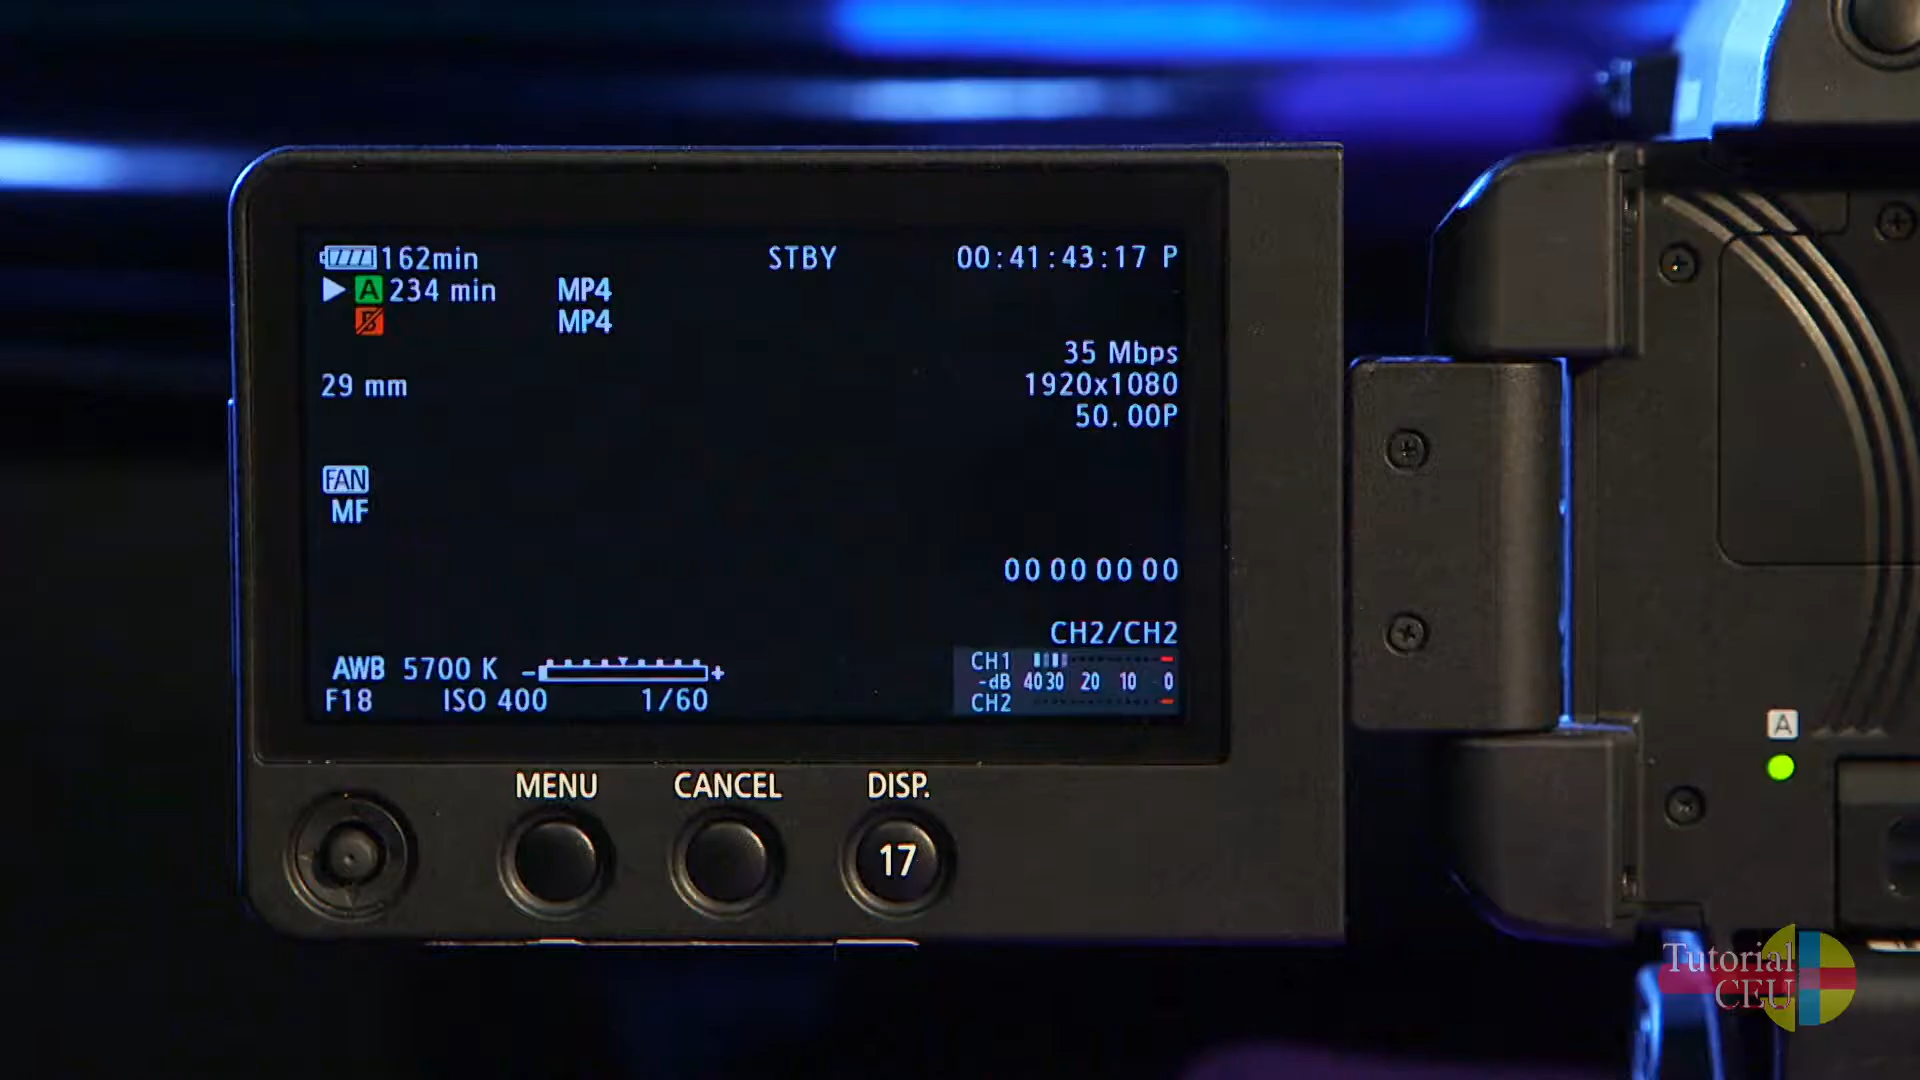 162min STBY 00:41:43:17 P
A 234 min MP4
B MP4
35 Mbps
29 mm 1920x1080
50.00P
FAN
MF
00 00 00 00
CH2/CH2
AWB 5700 K - +
F18 ISO 400 1/60
CH1
-dB 40 30 20 10 0
CH2
MENU CANCEL DISP.
17
A
Tutorial
CEU